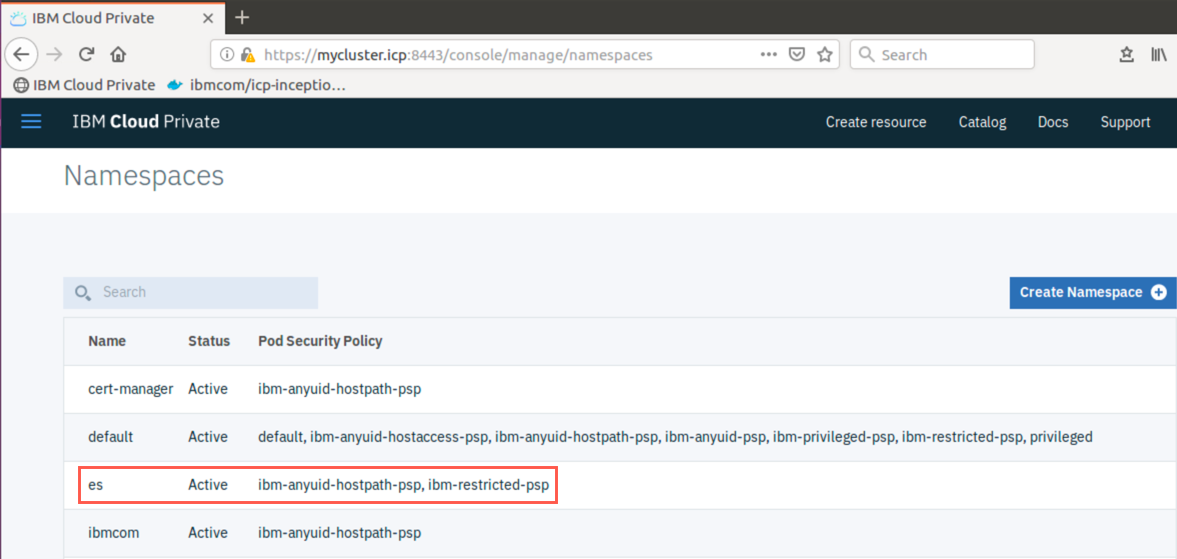 IBM Cloud Private
https://mycluster.icp:8443/console/manage/namespaces
Search
IBM Cloud Private ibmcom/icp-inceptio…
IBM Cloud Private Create resource Catalog Docs Support
Namespaces
Search Create Namespace
Name Status Pod Security Policy
cert-manager Active ibm-anyuid-hostpath-psp
default Active default, ibm-anyuid-hostaccess-psp, ibm-anyuid-hostpath-psp, ibm-anyuid-psp, ibm-privileged-psp, ibm-restricted-psp, privileged
es Active ibm-anyuid-hostpath-psp, ibm-restricted-psp
ibmcom Active ibm-anyuid-hostpath-psp